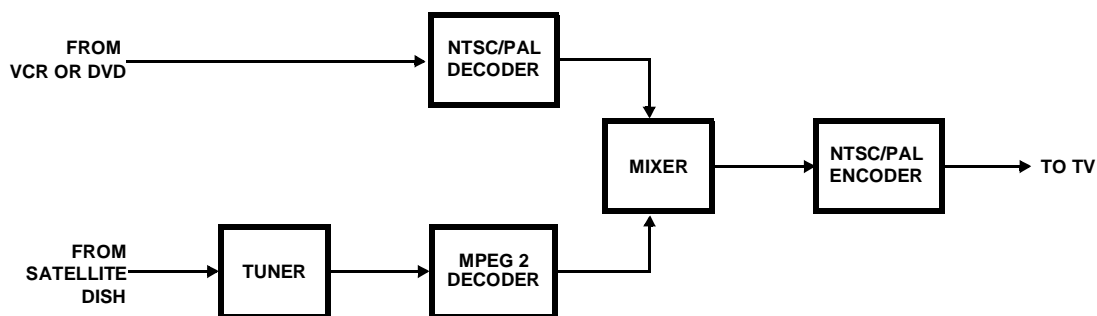 FROM
VCR OR DVD
NTSC/PAL
DECODER
MIXER
NTSC/PAL
ENCODER
TO TV
FROM
SATELLITE
DISH
TUNER
MPEG 2
DECODER